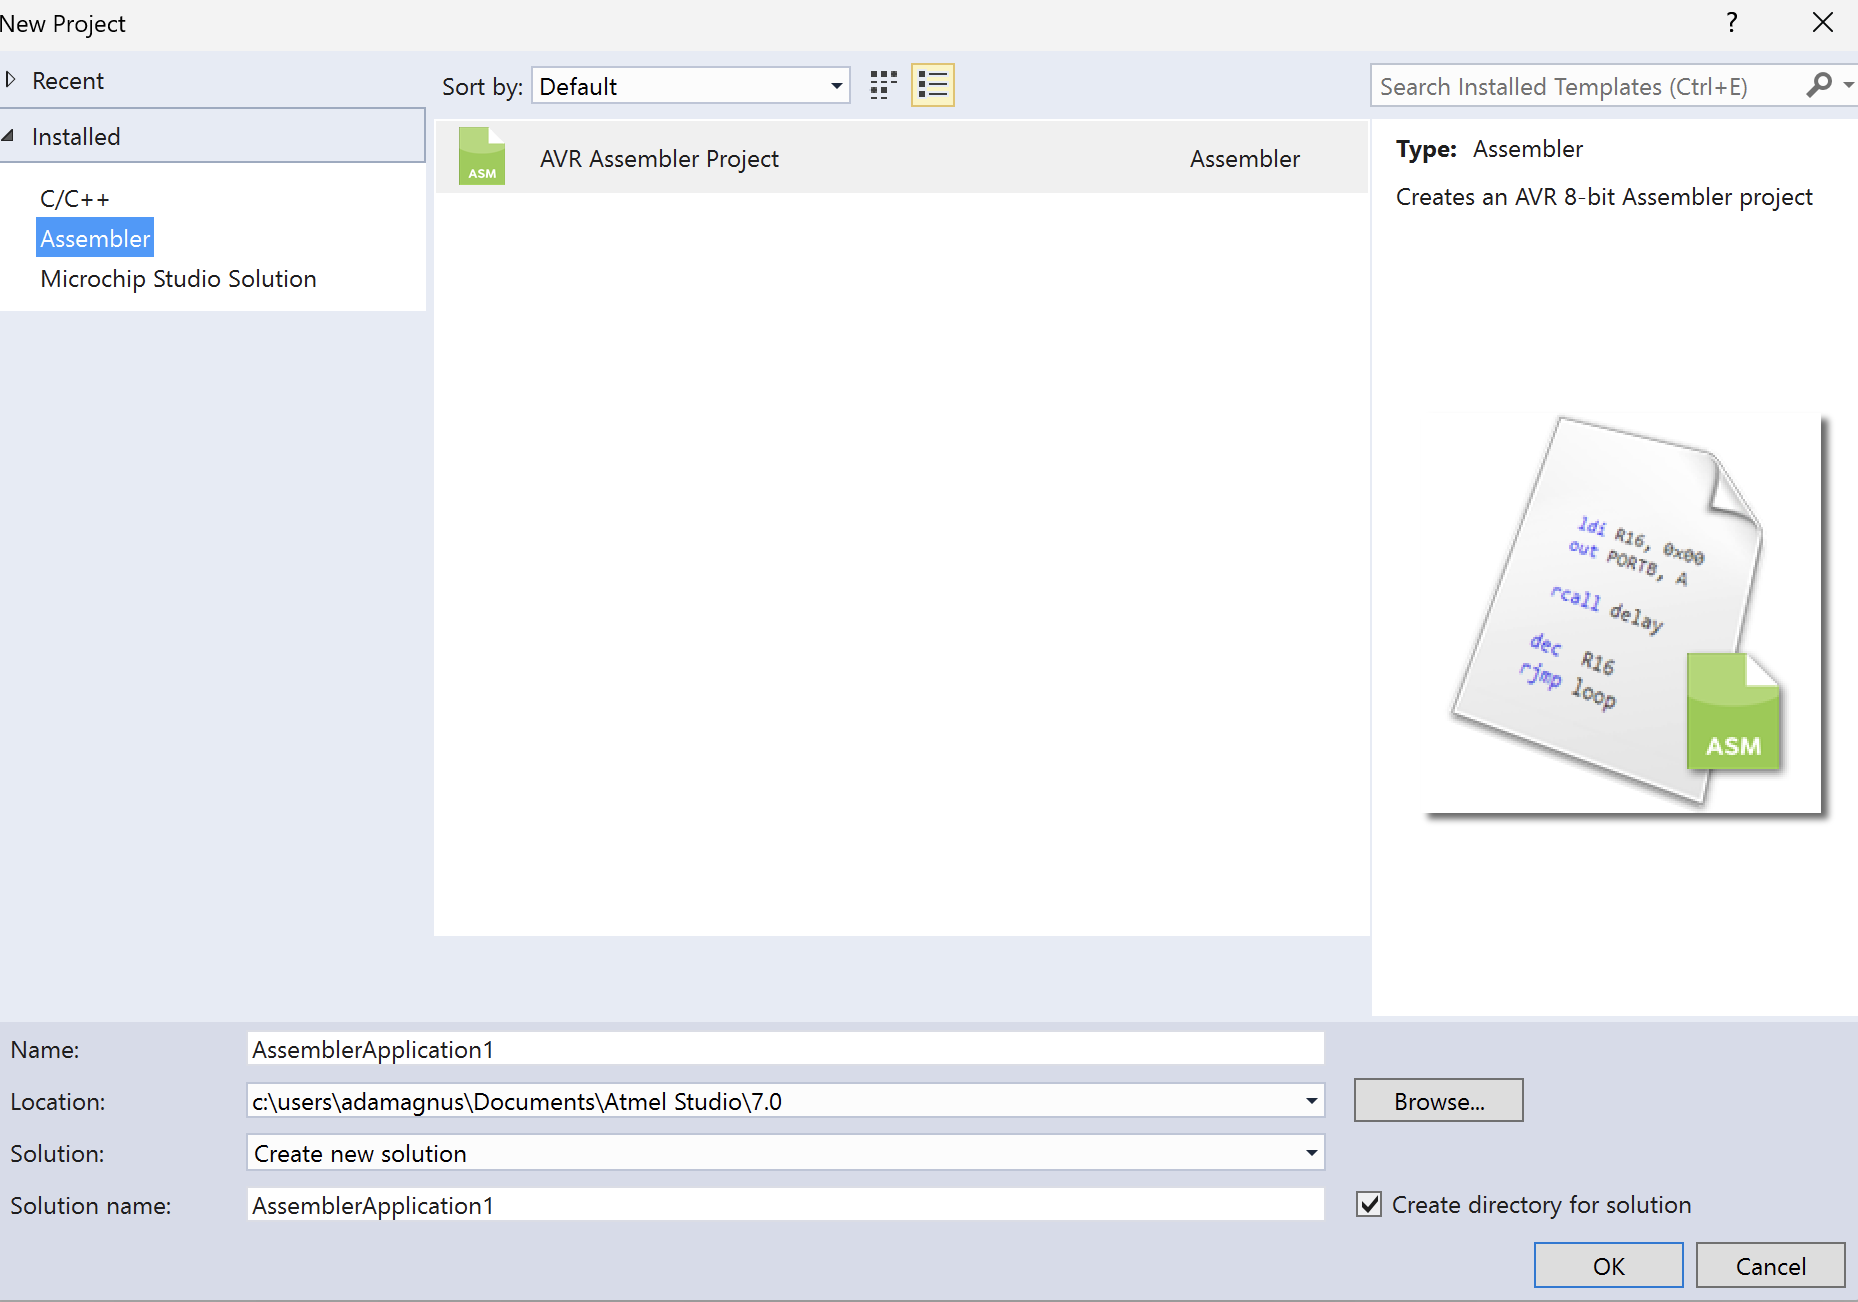 New Project
?
Recent
Sort by: Default
Search Installed Templates (Ctrl+E)
Installed
C/C++
Assembler
Microchip Studio Solution
ASM
AVR Assembler Project
Assembler
Type: Assembler
Creates an AVR 8-bit Assembler project
ldi R16, 0x00
out PORTB, A
rcall delay
dec R16
rjmp loop
ASM
Name: AssemblerApplication1
Location: c:\users\adamagnus\Documents\Atmel Studio\7.0
Browse...
Solution: Create new solution
Solution name: AssemblerApplication1
Create directory for solution
OK
Cancel